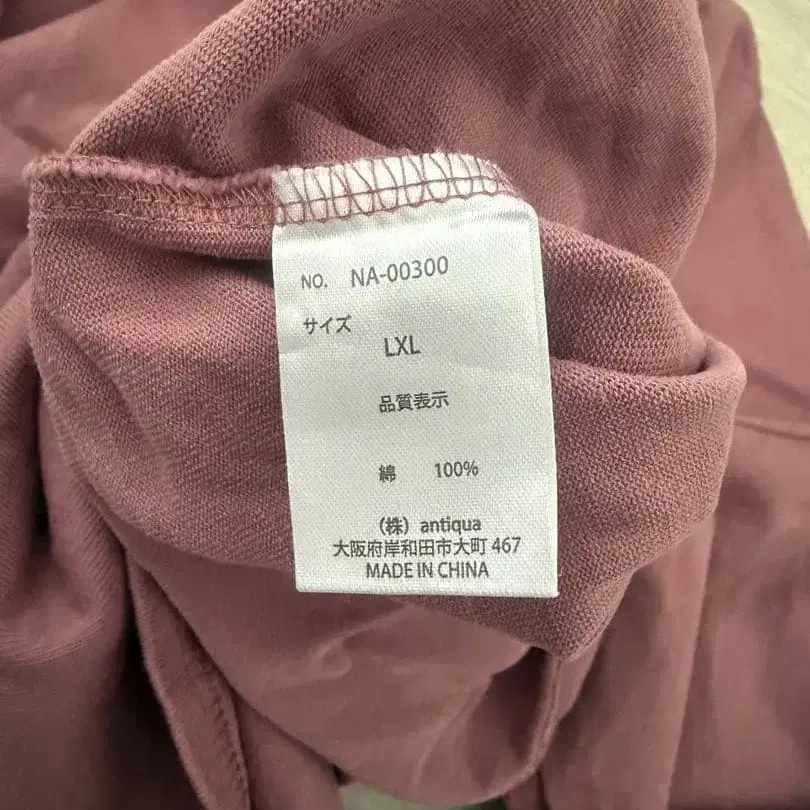 NO. NA-00300
サイズ
LXL
品質表示
綿 100%
(株) antiqua
大阪府岸和田市大町 467
MADE IN CHINA